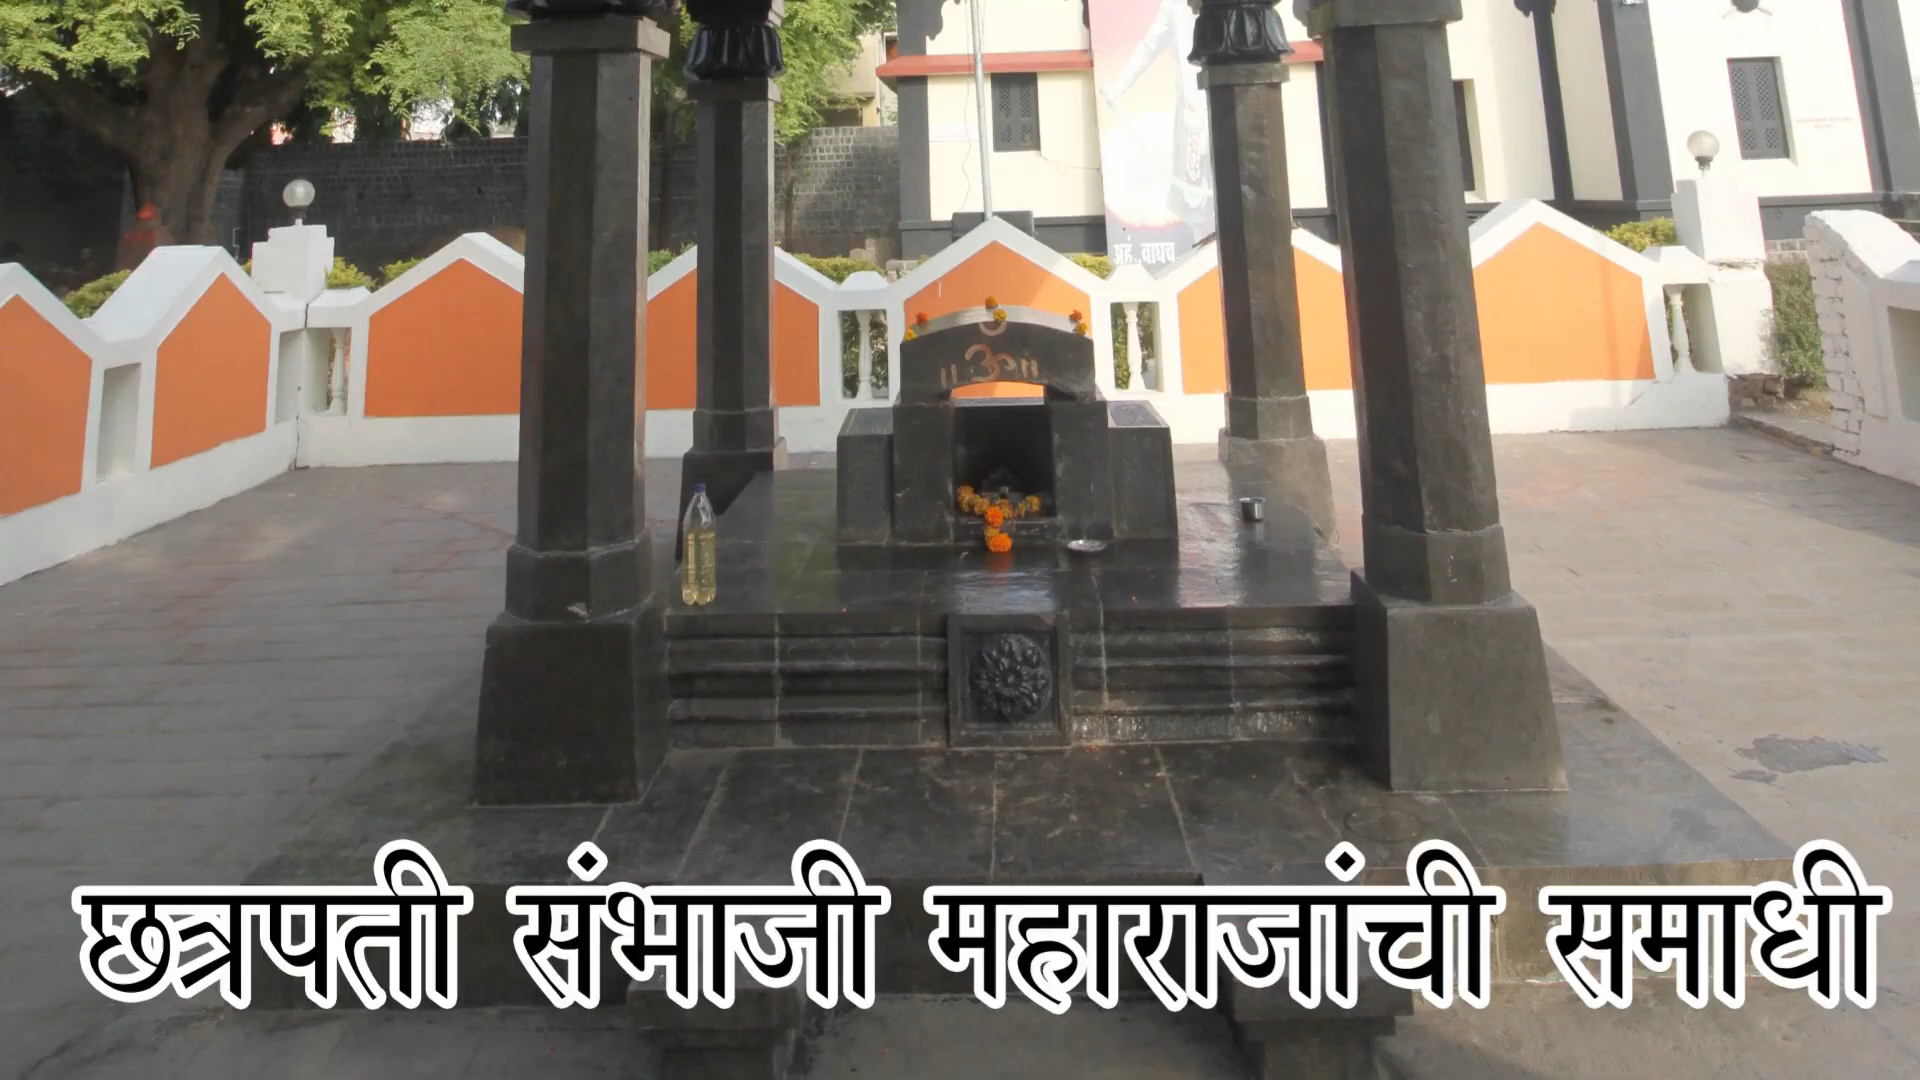 ॥ ॐ ॥
छत्रपती संभाजी महाराजांची समाधी